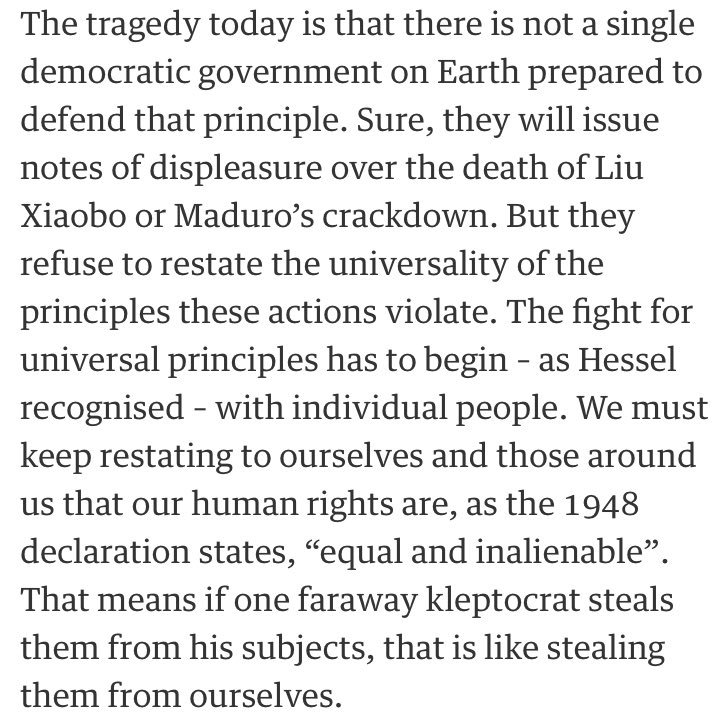 The tragedy today is that there is not a single
democratic government on Earth prepared to
defend that principle. Sure, they will issue
notes of displeasure over the death of Liu
Xiaobo or Maduro’s crackdown. But they
refuse to restate the universality of the
principles these actions violate. The fight for
universal principles has to begin – as Hessel
recognised – with individual people. We must
keep restating to ourselves and those around
us that our human rights are, as the 1948
declaration states, “equal and inalienable”.
That means if one faraway kleptocrat steals
them from his subjects, that is like stealing
them from ourselves.